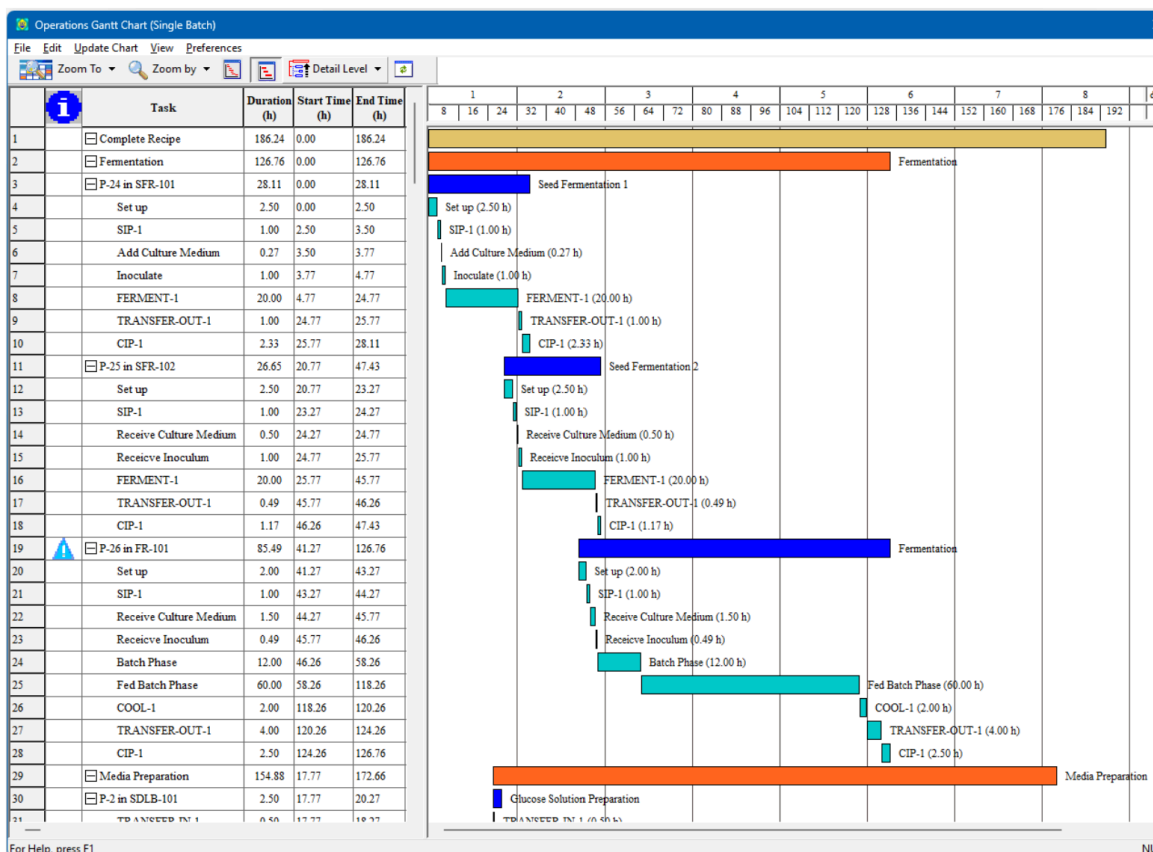 Operations Gantt Chart (Single Batch)
File Edit Update Chart View Preferences
Zoom To Zoom by Detail Level
Task Duration (h) Start Time (h) End Time (h)
1 2 3 4 5 6 7 8
8 16 24 32 40 48 56 64 72 80 88 96 104 112 120 128 136 144 152 160 168 176 184 192
1 Complete Recipe 186.24 0.00 186.24
2 Fermentation 126.76 0.00 126.76 Fermentation
3 P-24 in SFR-101 28.11 0.00 28.11 Seed Fermentation 1
4 Set up 2.50 0.00 2.50 Set up (2.50 h)
5 SIP-1 1.00 2.50 3.50 SIP-1 (1.00 h)
6 Add Culture Medium 0.27 3.50 3.77 Add Culture Medium (0.27 h)
7 Inoculate 1.00 3.77 4.77 Inoculate (1.00 h)
8 FERMENT-1 20.00 4.77 24.77 FERMENT-1 (20.00 h)
9 TRANSFER-OUT-1 1.00 24.77 25.77 TRANSFER-OUT-1 (1.00 h)
10 CIP-1 2.33 25.77 28.11 CIP-1 (2.33 h)
11 P-25 in SFR-102 26.65 20.77 47.43 Seed Fermentation 2
12 Set up 2.50 20.77 23.27 Set up (2.50 h)
13 SIP-1 1.00 23.27 24.27 SIP-1 (1.00 h)
14 Receive Culture Medium 0.50 24.27 24.77 Receive Culture Medium (0.50 h)
15 Receicve Inoculum 1.00 24.77 25.77 Receicve Inoculum (1.00 h)
16 FERMENT-1 20.00 25.77 45.77 FERMENT-1 (20.00 h)
17 TRANSFER-OUT-1 0.49 45.77 46.26 TRANSFER-OUT-1 (0.49 h)
18 CIP-1 1.17 46.26 47.43 CIP-1 (1.17 h)
19 P-26 in FR-101 85.49 41.27 126.76 Fermentation
20 Set up 2.00 41.27 43.27 Set up (2.00 h)
21 SIP-1 1.00 43.27 44.27 SIP-1 (1.00 h)
22 Receive Culture Medium 1.50 44.27 45.77 Receive Culture Medium (1.50 h)
23 Receicve Inoculum 0.49 45.77 46.26 Receicve Inoculum (0.49 h)
24 Batch Phase 12.00 46.26 58.26 Batch Phase (12.00 h)
25 Fed Batch Phase 60.00 58.26 118.26 Fed Batch Phase (60.00 h)
26 COOL-1 2.00 118.26 120.26 COOL-1 (2.00 h)
27 TRANSFER-OUT-1 4.00 120.26 124.26 TRANSFER-OUT-1 (4.00 h)
28 CIP-1 2.50 124.26 126.76 CIP-1 (2.50 h)
29 Media Preparation 154.88 17.77 172.66 Media Preparation
30 P-2 in SDLB-101 2.50 17.77 20.27 Glucose Solution Preparation
31 TRANSFER-IN-1 0.50 17.77 18.27 TRANSFER-IN-1 (0.50 h)
For Help, press F1